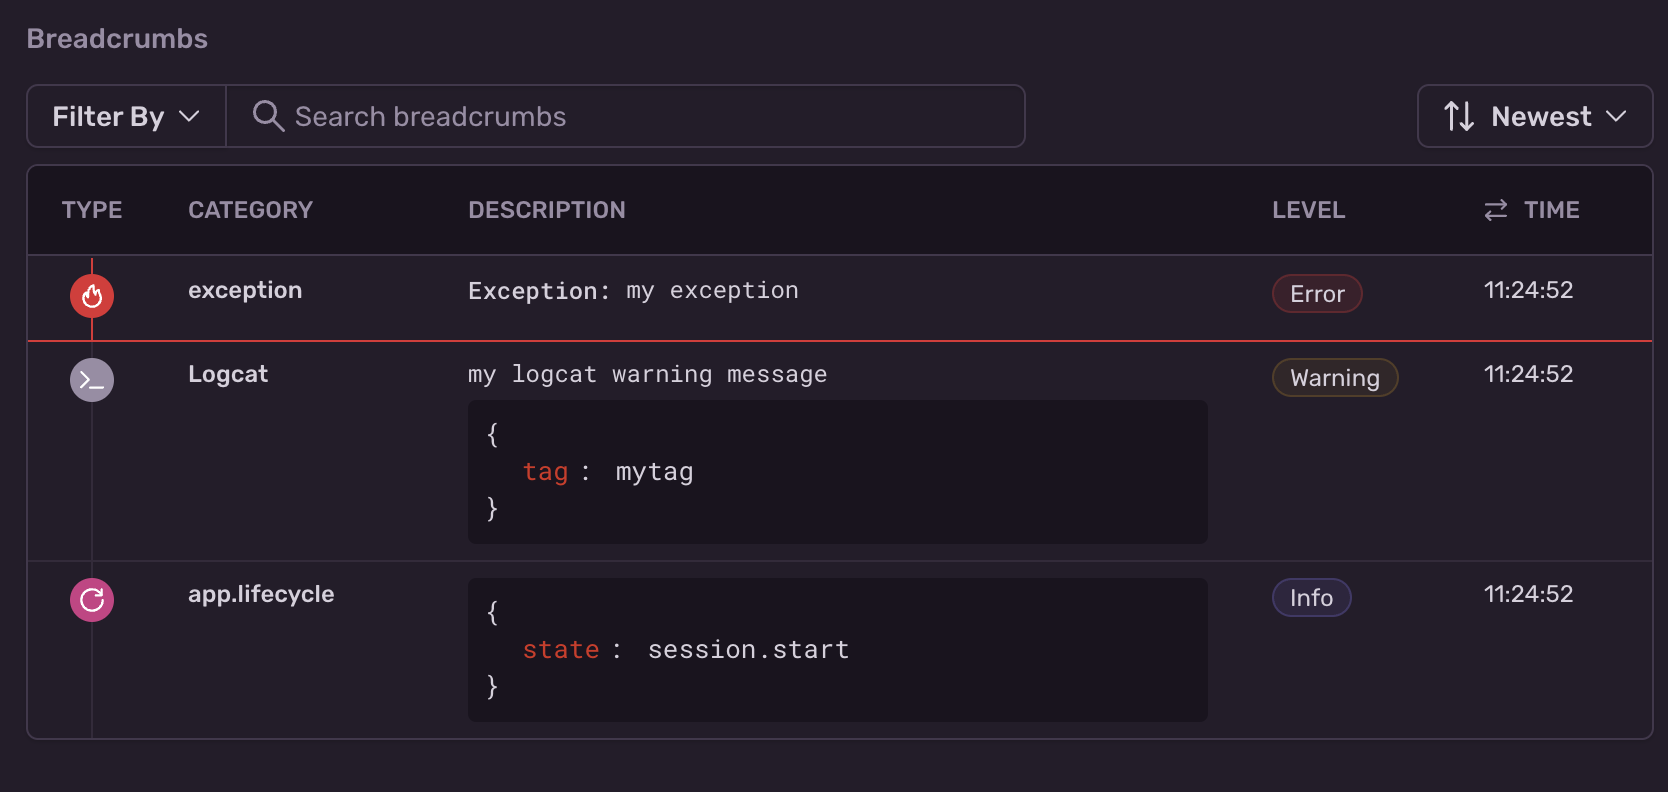 Breadcrumbs
Filter By
Search breadcrumbs
Newest
TYPE CATEGORY DESCRIPTION LEVEL TIME
exception Exception: my exception Error 11:24:52
Logcat my logcat warning message Warning 11:24:52
{
tag : mytag
}
app.lifecycle { Info 11:24:52
state : session.start
}